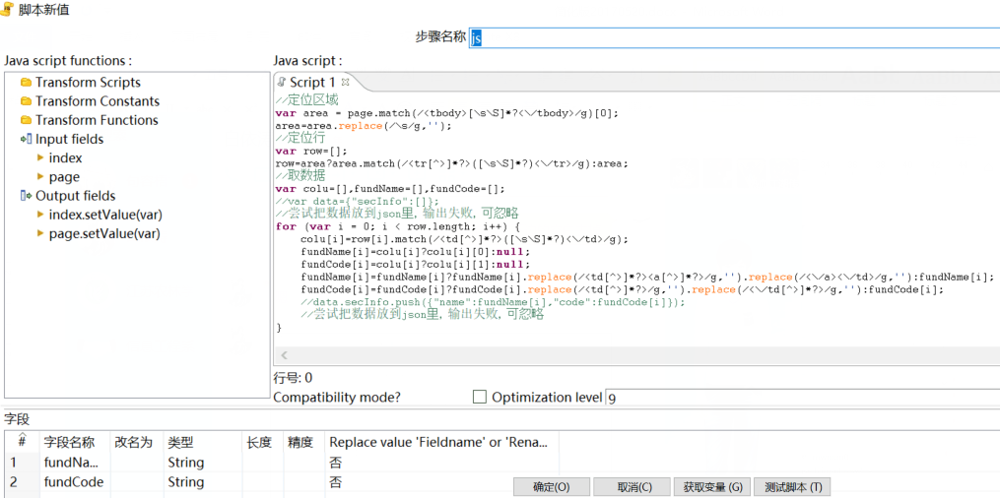 脚本新值
步骤名称 js
Java script functions :
Transform Scripts
Transform Constants
Transform Functions
Input fields
index
page
Output fields
index.setValue(var)
page.setValue(var)
Java script :
Script 1
//定位区域
var area = page.match(/<tbody>[\s\S]*?<\/tbody>/g)[0];
area=area.replace(/\s/g,'');
//定位行
var row=[];
row=area?area.match(/<tr[^>]*?>([\s\S]*?)<\/tr>/g):area;
//取数据
var colu=[],fundName=[],fundCode=[];
//var data={"secInfo":[]};
//尝试把数据放到json里, 输出失败, 可忽略
for (var i = 0; i < row.length; i++) {
colu[i]=row[i].match(/<td[^>]*?>([\s\S]*?)<\/td>/g);
fundName[i]=colu[i]?colu[i][0]:null;
fundCode[i]=colu[i]?colu[i][1]:null;
fundName[i]=fundName[i]?fundName[i].replace(/<td[^>]*?><a[^>]*?>/g,'').replace(/<\/a><\/td>/g,''):fundName[i];
fundCode[i]=fundCode[i]?fundCode[i].replace(/<td[^>]*?>/g,'').replace(/<\/td[^>]*?>/g,''):fundCode[i];
//data.secInfo.push({"name":fundName[i],"code":fundCode[i]});
//尝试把数据放到json里, 输出失败, 可忽略
}
行号: 0
Compatibility mode? Optimization level 9
字段
# 字段名称 改名为 类型 长度 精度 Replace value 'Fieldname' or 'Rena...
1 fundNa... String 否
2 fundCode String 否
确定(O) 取消(C) 获取变量 (G) 测试脚本 (T)